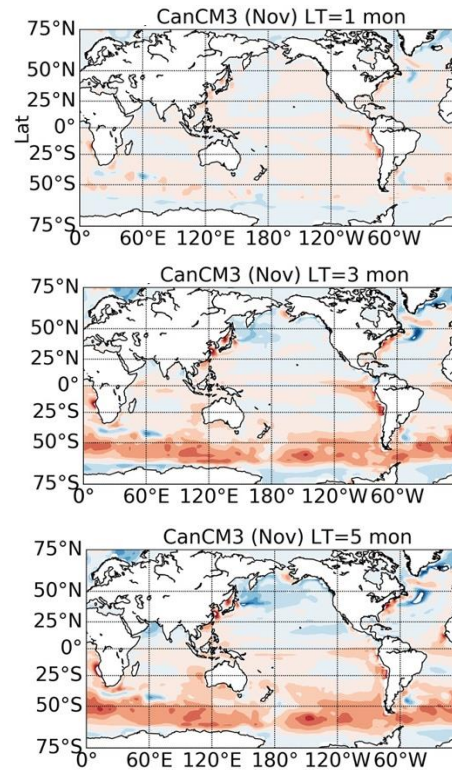 CanCM3 (Nov) LT=1 mon
75°N
50°N
25°N
Lat
0°
25°S
50°S
75°S
0° 60°E 120°E 180° 120°W 60°W
CanCM3 (Nov) LT=3 mon
75°N
50°N
25°N
0°
25°S
50°S
75°S
0° 60°E 120°E 180° 120°W 60°W
CanCM3 (Nov) LT=5 mon
75°N
50°N
25°N
0°
25°S
50°S
75°S
0° 60°E 120°E 180° 120°W 60°W